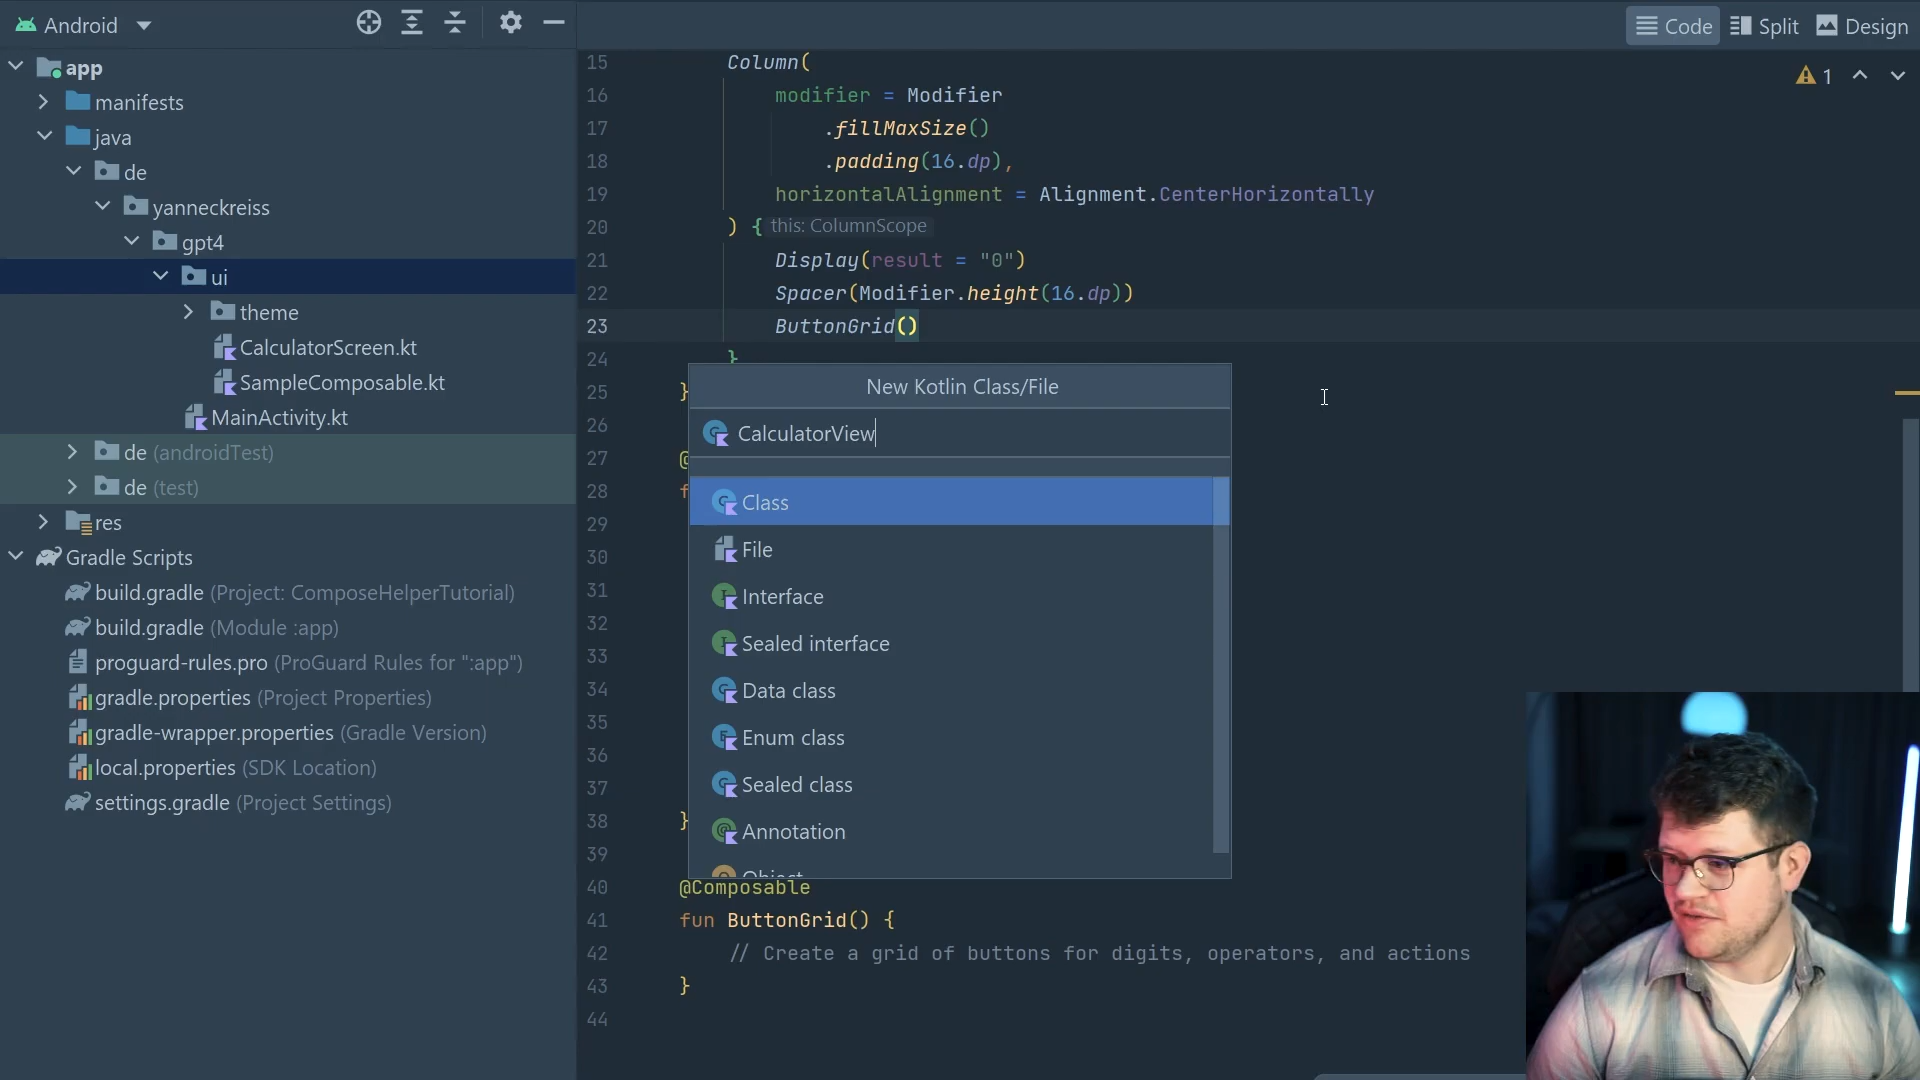 Android
Code
Split
Design
app
manifests
java
de
yanneckreiss
gpt4
ui
theme
CalculatorScreen.kt
SampleComposable.kt
MainActivity.kt
de (androidTest)
de (test)
res
Gradle Scripts
build.gradle (Project: ComposeHelperTutorial)
build.gradle (Module :app)
proguard-rules.pro (ProGuard Rules for ":app")
gradle.properties (Project Properties)
gradle-wrapper.properties (Gradle Version)
local.properties (SDK Location)
settings.gradle (Project Settings)
1
15 Column(
16 modifier = Modifier
17 .fillMaxSize()
18 .padding(16.dp),
19 horizontalAlignment = Alignment.CenterHorizontally
20 ) { this: ColumnScope
21 Display(result = "0")
22 Spacer(Modifier.height(16.dp))
23 ButtonGrid()
24 }
25 }
26
27 @
28 f
29
30
31
32
33
34
35
36
37
38 }
39
40 @Composable
41 fun ButtonGrid() {
42 // Create a grid of buttons for digits, operators, and actions
43 }
44
New Kotlin Class/File
CalculatorView
Class
File
Interface
Sealed interface
Data class
Enum class
Sealed class
Annotation
Object